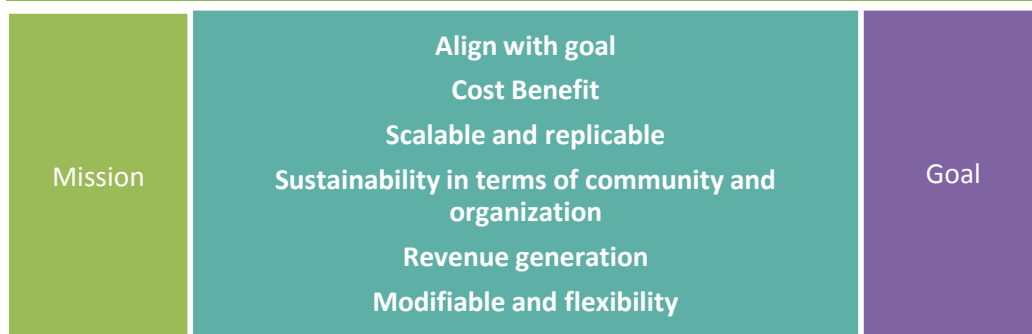 Mission
Align with goal
Cost Benefit
Scalable and replicable
Sustainability in terms of community and
organization
Revenue generation
Modifiable and flexibility
Goal